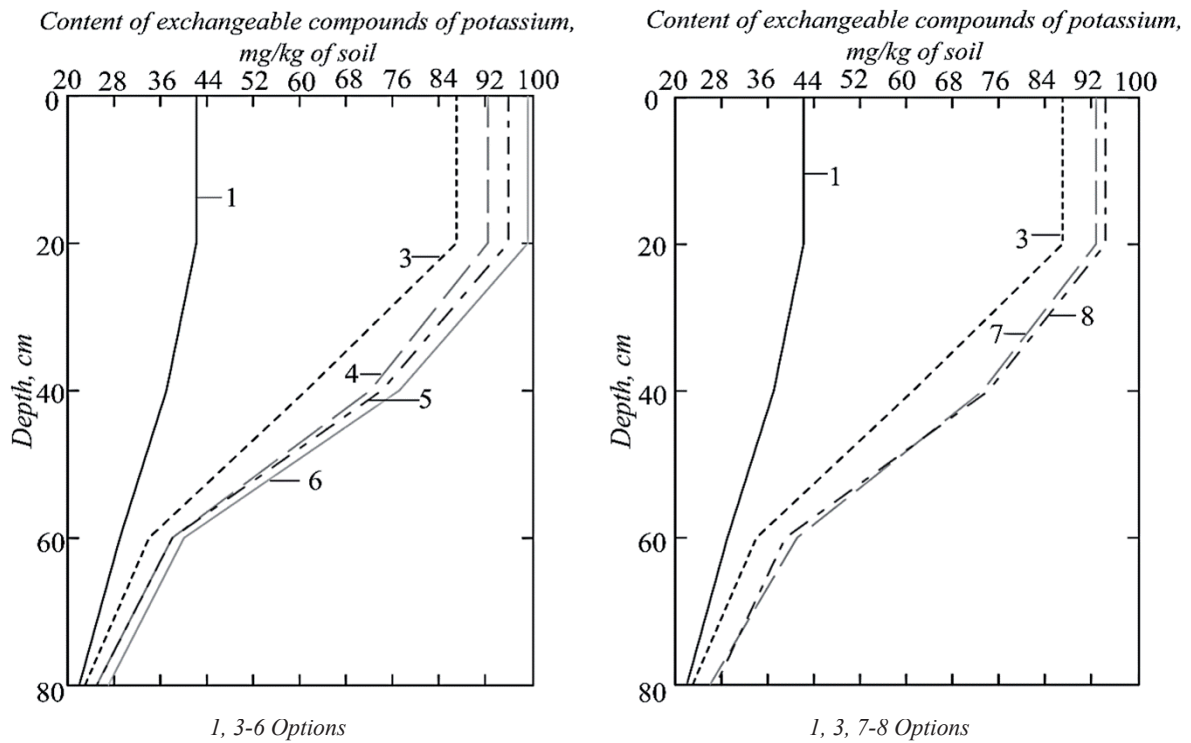 Content of exchangeable compounds of potassium,
mg/kg of soil
20 28 36 44 52 60 68 76 84 92 100
0
1
20
3
Depth, cm
4
40
5
6
60
80
1, 3-6 Options
Content of exchangeable compounds of potassium,
mg/kg of soil
20 28 36 44 52 60 68 76 84 92 100
0
1
3
20
7 8
Depth, cm
40
60
80
1, 3, 7-8 Options